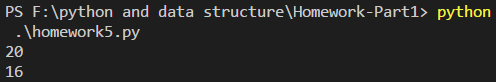 PS F:\python and data structure\Homework-Part1> python
.\homework5.py
20
16